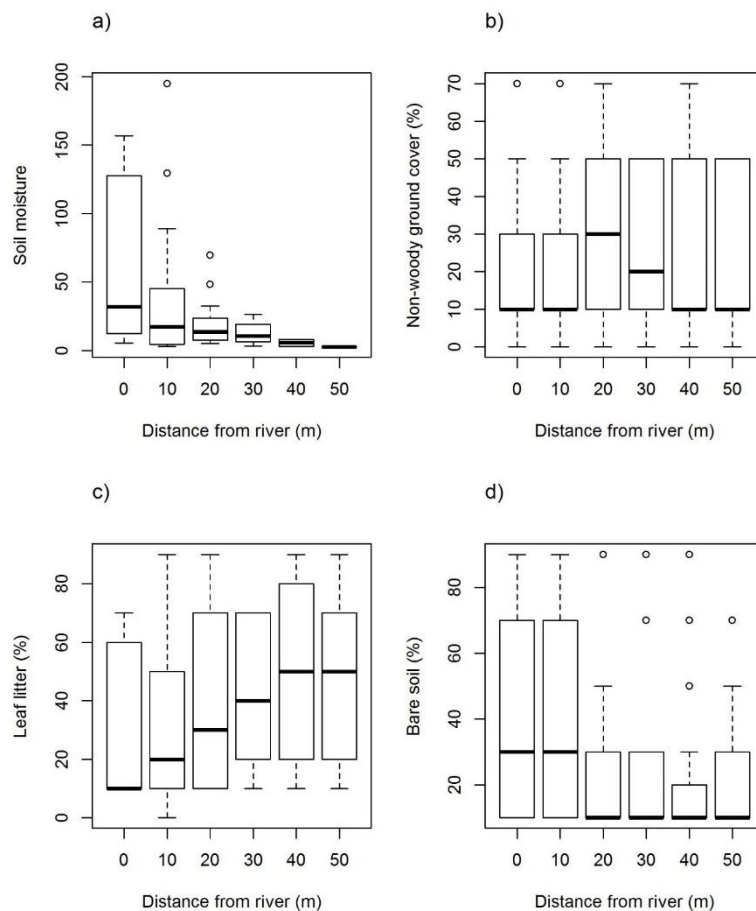 a)
Soil moisture
200
150
50
0
0 10 20 30 40 50
Distance from river (m)
b)
Non-woody ground cover (%)
70
60
50
40
30
20
10
0
0 10 20 30 40 50
Distance from river (m)
c)
Leaf litter (%)
80
60
40
20
0
0 10 20 30 40 50
Distance from river (m)
d)
Bare soil (%)
80
60
40
20
0 10 20 30 40 50
Distance from river (m)